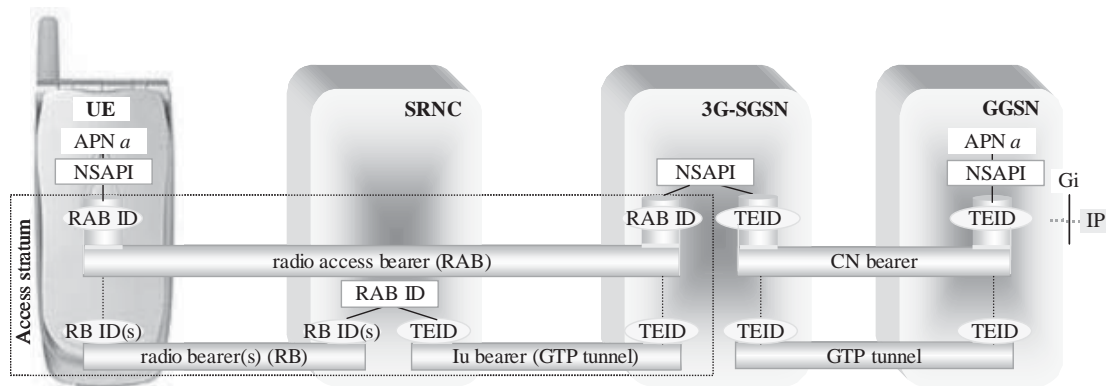 UE SRNC 3G-SGSN GGSN
APN a APN a
NSAPI NSAPI NSAPI
Gi
RAB ID RAB ID TEID TEID
IP
radio access bearer (RAB) CN bearer
RAB ID
Access stratum
RB ID(s) RB ID(s) TEID TEID TEID TEID
radio bearer(s) (RB) Iu bearer (GTP tunnel) GTP tunnel